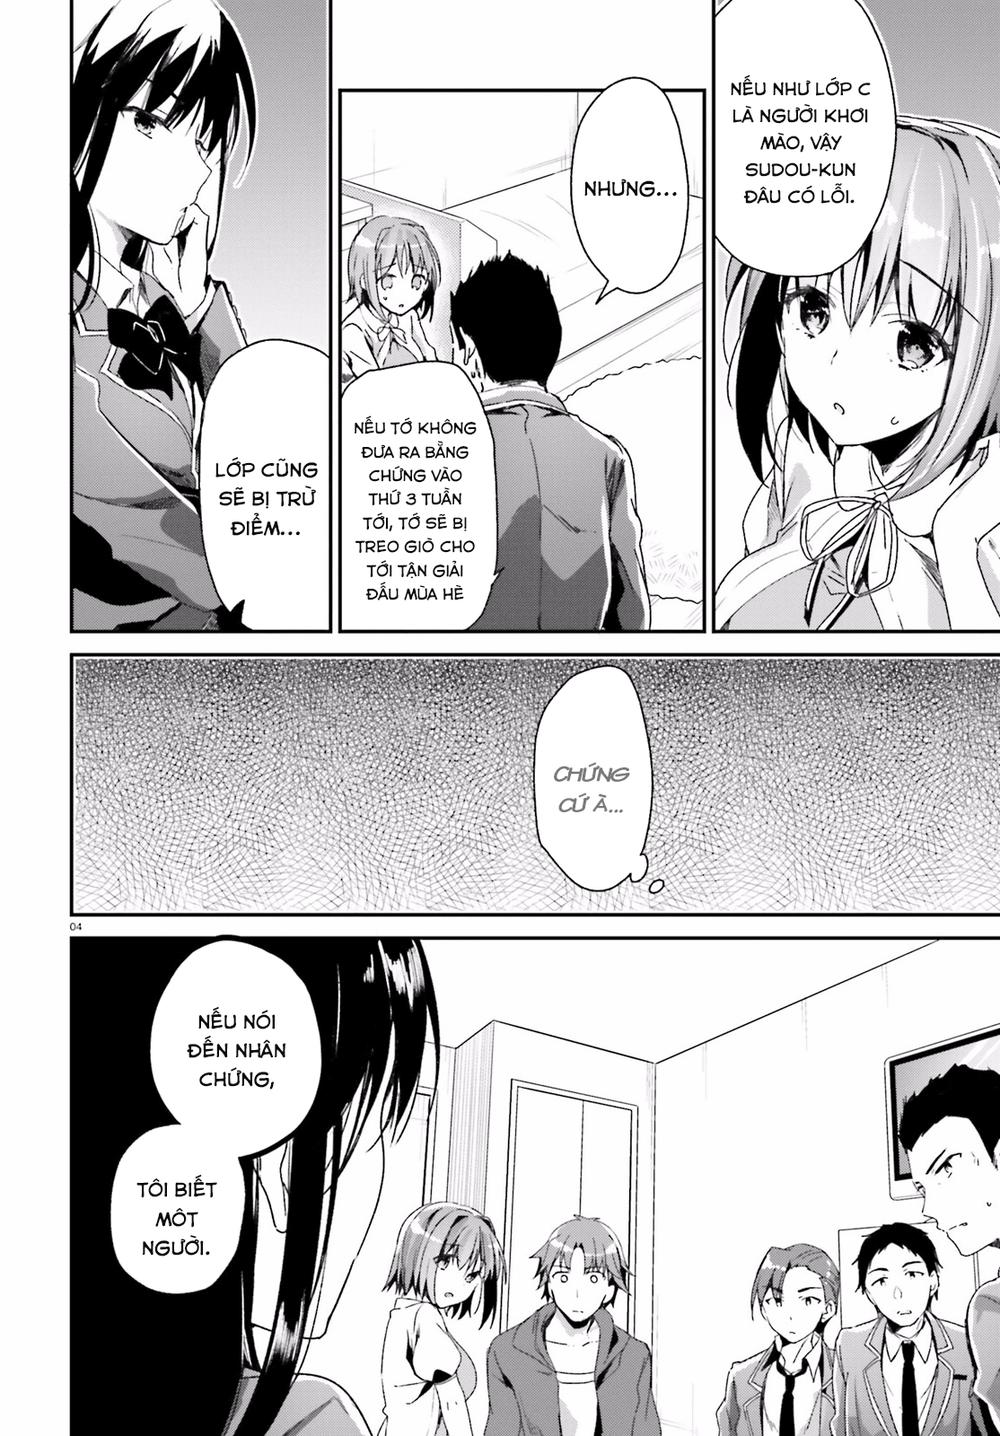 NẾU NHƯ LỚP C
LÀ NGƯỜI KHƠI
MÀO, VẬY
SUDOU-KUN
ĐÂU CÓ LỖI.
NHƯNG...
NẾU TỚ KHÔNG
ĐƯA RA BẰNG
CHỨNG VÀO
THỨ 3 TUẦN
TỚI, TỚ SẼ BỊ
TREO GIÒ CHO
TỚI TẬN GIẢI
ĐẤU MÙA HÈ
LỚP CŨNG
SẼ BỊ TRỪ
ĐIỂM...
CHỨNG
CỨ À...
04
NẾU NÓI
ĐẾN NHÂN
CHỨNG,
TÔI BIẾT
MÔT
NGƯỜI.